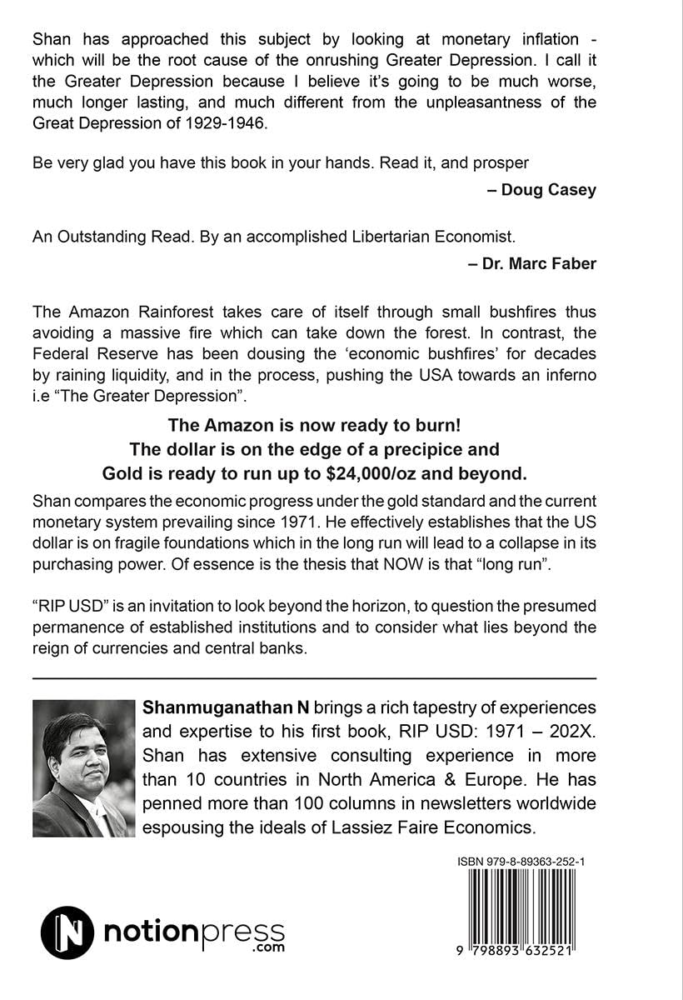 Shan has approached this subject by looking at monetary inflation -
which will be the root cause of the onrushing Greater Depression. I call it
the Greater Depression because I believe it's going to be much worse,
much longer lasting, and much different from the unpleasantness of the
Great Depression of 1929-1946.
Be very glad you have this book in your hands. Read it, and prosper
– Doug Casey
An Outstanding Read. By an accomplished Libertarian Economist.
– Dr. Marc Faber
The Amazon Rainforest takes care of itself through small bushfires thus
avoiding a massive fire which can take down the forest. In contrast, the
Federal Reserve has been dousing the ‘economic bushfires’ for decades
by raining liquidity, and in the process, pushing the USA towards an inferno
i.e “The Greater Depression”.
The Amazon is now ready to burn!
The dollar is on the edge of a precipice and
Gold is ready to run up to $24,000/oz and beyond.
Shan compares the economic progress under the gold standard and the current
monetary system prevailing since 1971. He effectively establishes that the US
dollar is on fragile foundations which in the long run will lead to a collapse in its
purchasing power. Of essence is the thesis that NOW is that “long run”.
“RIP USD” is an invitation to look beyond the horizon, to question the presumed
permanence of established institutions and to consider what lies beyond the
reign of currencies and central banks.
Shanmuganathan N brings a rich tapestry of experiences
and expertise to his first book, RIP USD: 1971 – 202X.
Shan has extensive consulting experience in more
than 10 countries in North America & Europe. He has
penned more than 100 columns in newsletters worldwide
espousing the ideals of Lassiez Faire Economics.
ISBN 979-8-89363-252-1
notionpress
.com
9 798893 632521